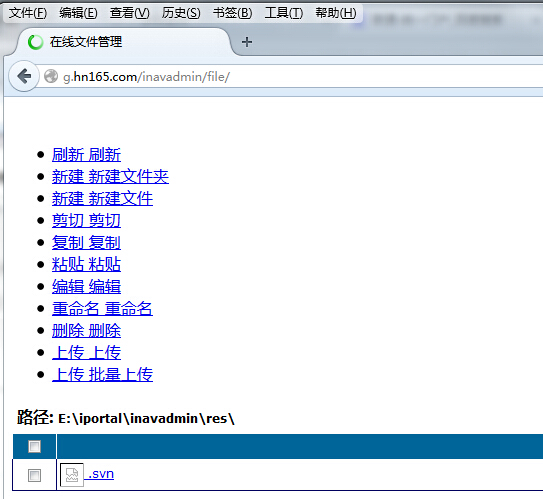 文件(F) 编辑(E) 查看(V) 历史(S) 书签(B) 工具(T) 帮助(H)
在线文件管理
g.hn165.com/inavadmin/file/
刷新 刷新
新建 新建文件夹
新建 新建文件
剪切 剪切
复制 复制
粘贴 粘贴
编辑 编辑
重命名 重命名
删除 删除
上传 上传
上传 批量上传
路径: E:\iportal\inavadmin\res\
.svn